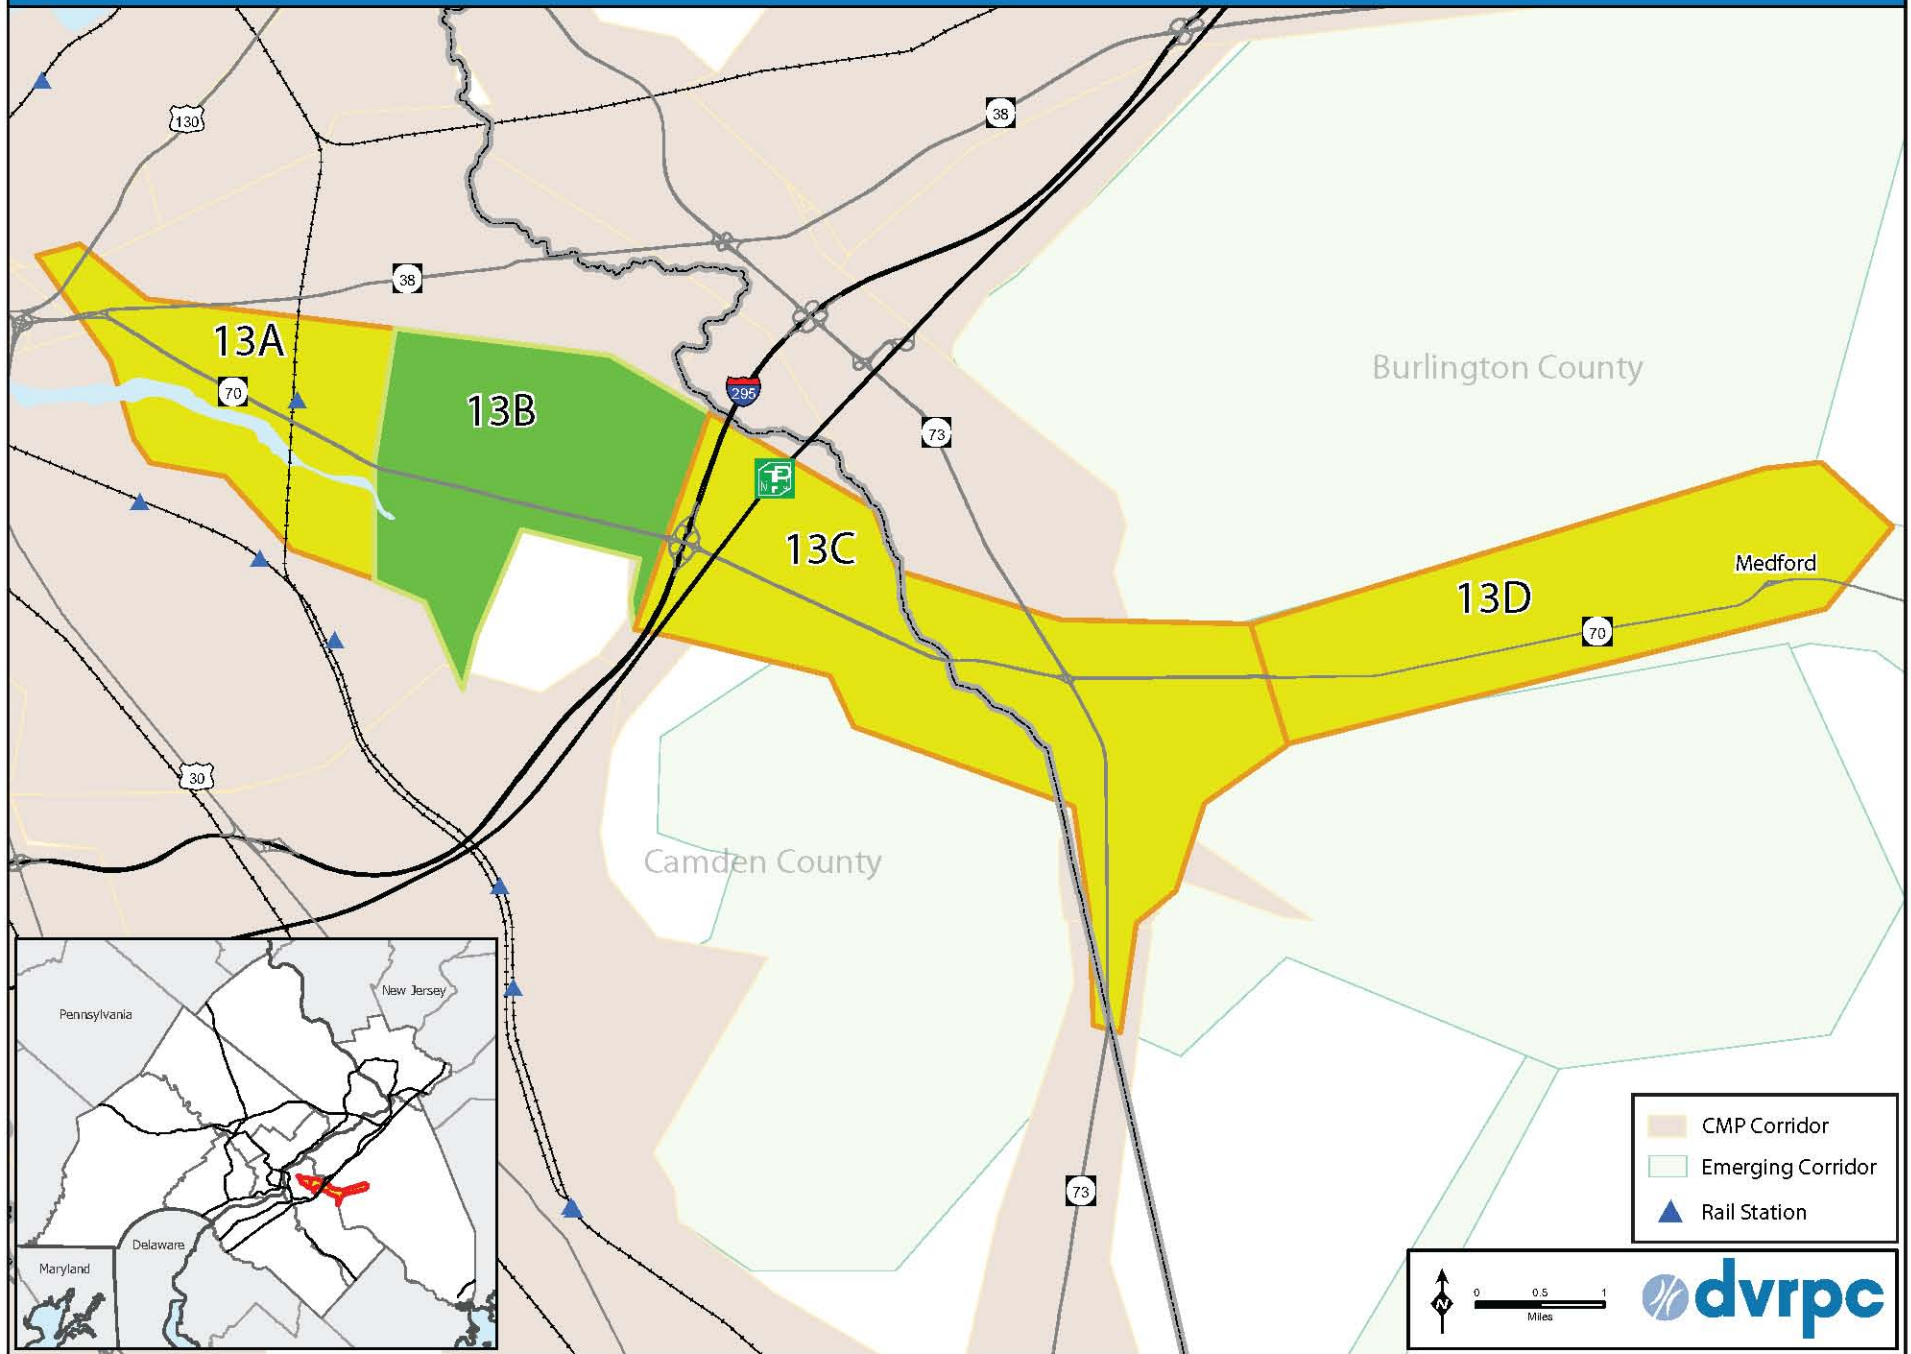 130
38
38
13A
70
13B
295
73
Burlington County
TP
N J
13C
Medford
13D
70
30
Camden County
New Jersey
Pennsylvania
Delaware
Maryland
73
CMP Corridor
Emerging Corridor
Rail Station
N
0 0.5 1
Miles
dvrpc